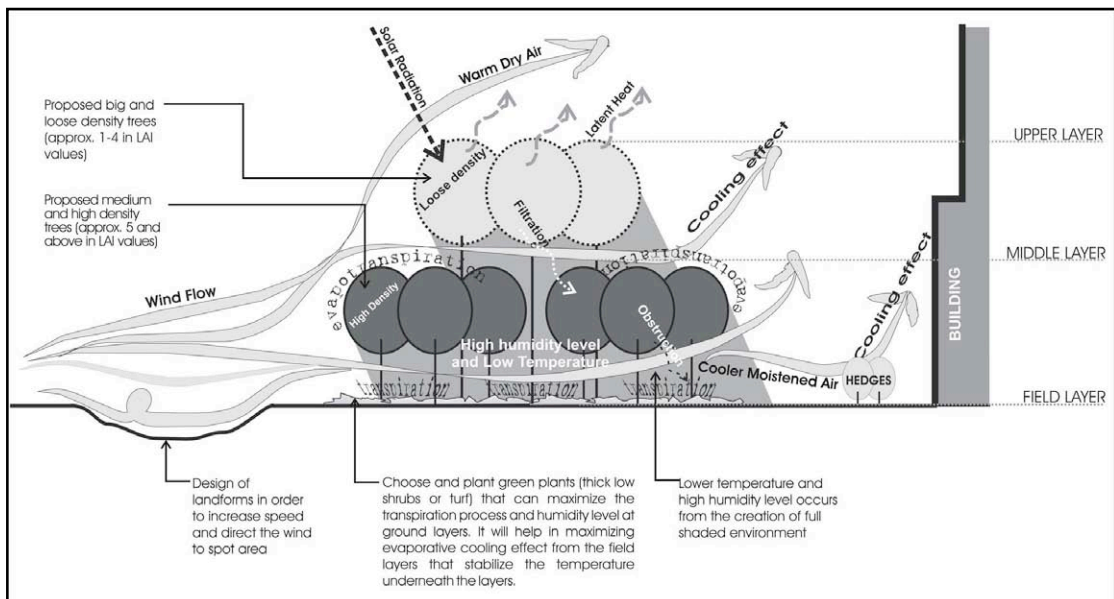 Solar Radiation
Warm Dry Air
Proposed big and
loose density trees
(approx. 1-4 in LAI
values)
Latent Heat
UPPER LAYER
Loose density
Cooling effect
Proposed medium
and high density
trees (approx. 5 and
above in LAI values)
Filtration
MIDDLE LAYER
evapotranspiration
evapotranspiration
Wind Flow
High Density
Obstruction
Cooling effect
BUILDING
High humidity level
and Low Temperature
Cooler Moistened Air
HEDGES
transpiration
transpiration
transpiration
FIELD LAYER
Design of
landforms in order
to increase speed
and direct the wind
to spot area
Choose and plant green plants (thick low
shrubs or turf) that can maximize the
transpiration process and humidity level at
ground layers. It will help in maximizing
evaporative cooling effect from the field
layers that stabilize the temperature
underneath the layers.
Lower temperature and
high humidity level occurs
from the creation of full
shaded environment